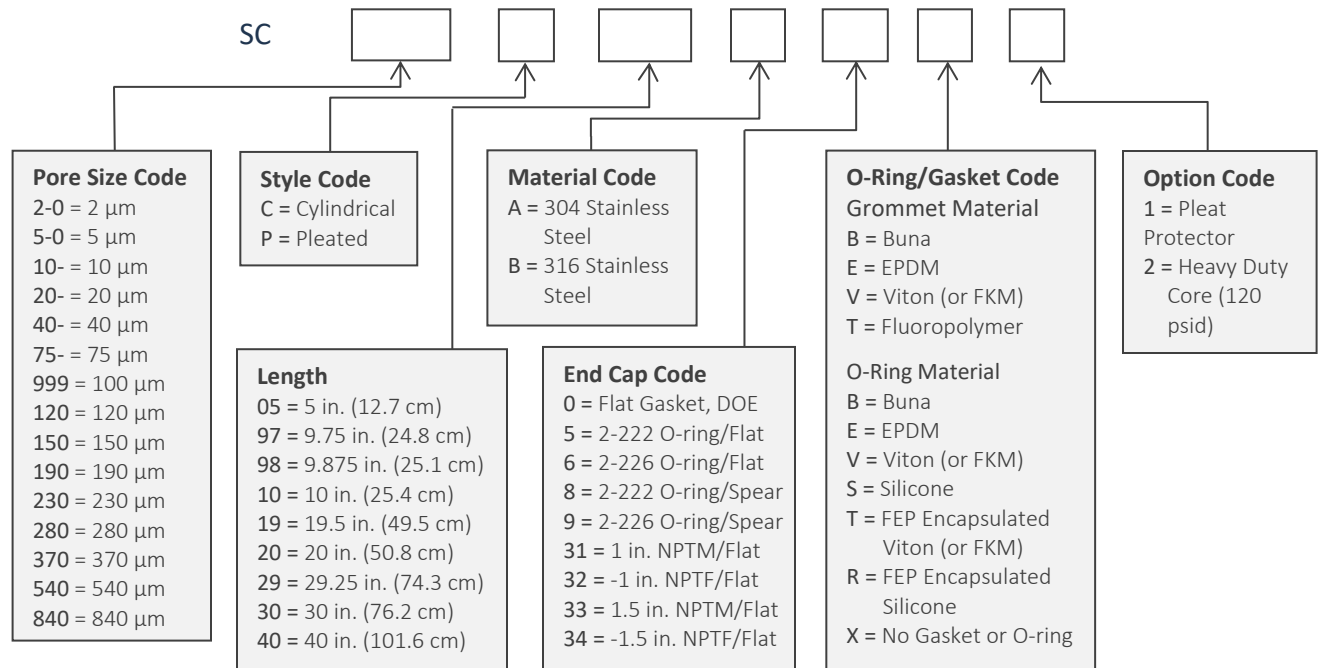 SC
Pore Size Code
2-0 = 2 µm
5-0 = 5 µm
10- = 10 µm
20- = 20 µm
40- = 40 µm
75- = 75 µm
999 = 100 µm
120 = 120 µm
150 = 150 µm
190 = 190 µm
230 = 230 µm
280 = 280 µm
370 = 370 µm
540 = 540 µm
840 = 840 µm
Style Code
C = Cylindrical
P = Pleated
Length
05 = 5 in. (12.7 cm)
97 = 9.75 in. (24.8 cm)
98 = 9.875 in. (25.1 cm)
10 = 10 in. (25.4 cm)
19 = 19.5 in. (49.5 cm)
20 = 20 in. (50.8 cm)
29 = 29.25 in. (74.3 cm)
30 = 30 in. (76.2 cm)
40 = 40 in. (101.6 cm)
Material Code
A = 304 Stainless
Steel
B = 316 Stainless
Steel
End Cap Code
0 = Flat Gasket, DOE
5 = 2-222 O-ring/Flat
6 = 2-226 O-ring/Flat
8 = 2-222 O-ring/Spear
9 = 2-226 O-ring/Spear
31 = 1 in. NPTM/Flat
32 = -1 in. NPTF/Flat
33 = 1.5 in. NPTM/Flat
34 = -1.5 in. NPTF/Flat
O-Ring/Gasket Code
Grommet Material
B = Buna
E = EPDM
V = Viton (or FKM)
T = Fluoropolymer
O-Ring Material
B = Buna
E = EPDM
V = Viton (or FKM)
S = Silicone
T = FEP Encapsulated
Viton (or FKM)
R = FEP Encapsulated
Silicone
X = No Gasket or O-ring
Option Code
1 = Pleat
Protector
2 = Heavy Duty
Core (120
psid)